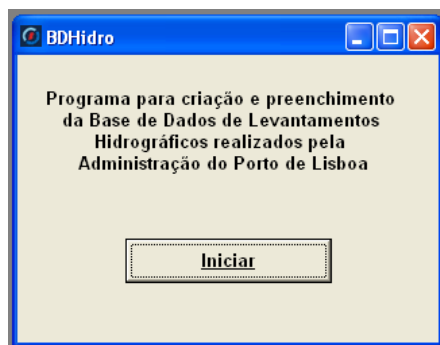 BDHidro
Programa para criação e preenchimento
da Base de Dados de Levantamentos
Hidrográficos realizados pela
Administração do Porto de Lisboa
Iniciar